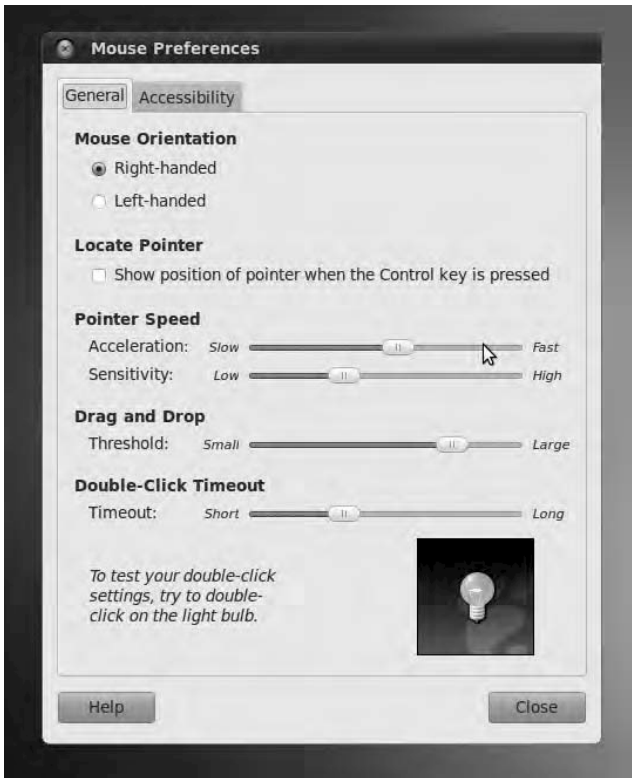 Mouse Preferences
General Accessibility
Mouse Orientation
Right-handed
Left-handed
Locate Pointer
Show position of pointer when the Control key is pressed
Pointer Speed
Acceleration: Slow Fast
Sensitivity: Low High
Drag and Drop
Threshold: Small Large
Double-Click Timeout
Timeout: Short Long
To test your double-click
settings, try to double-
click on the light bulb.
Help Close